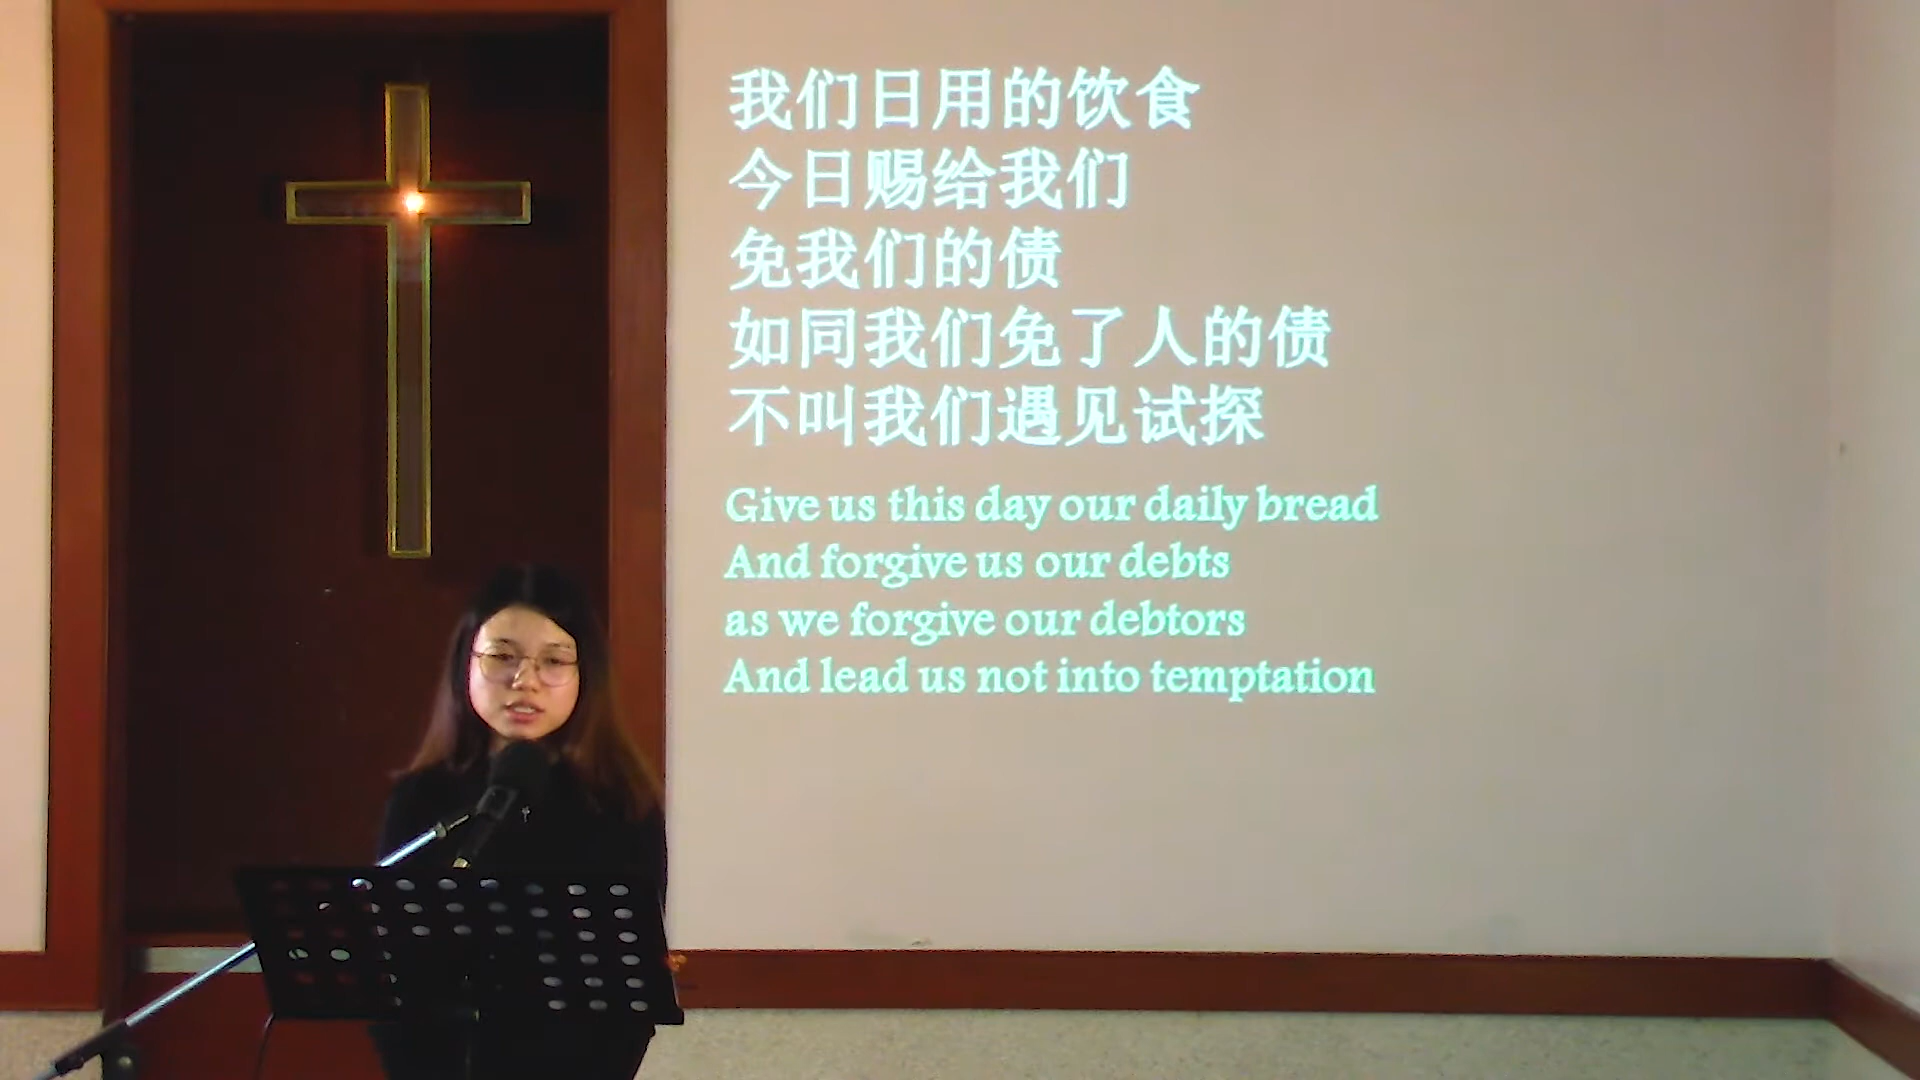 我们日用的饮食
今日赐给我们
免我们的债
如同我们免了人的债
不叫我们遇见试探
Give us this day our daily bread
And forgive us our debts
as we forgive our debtors
And lead us not into temptation